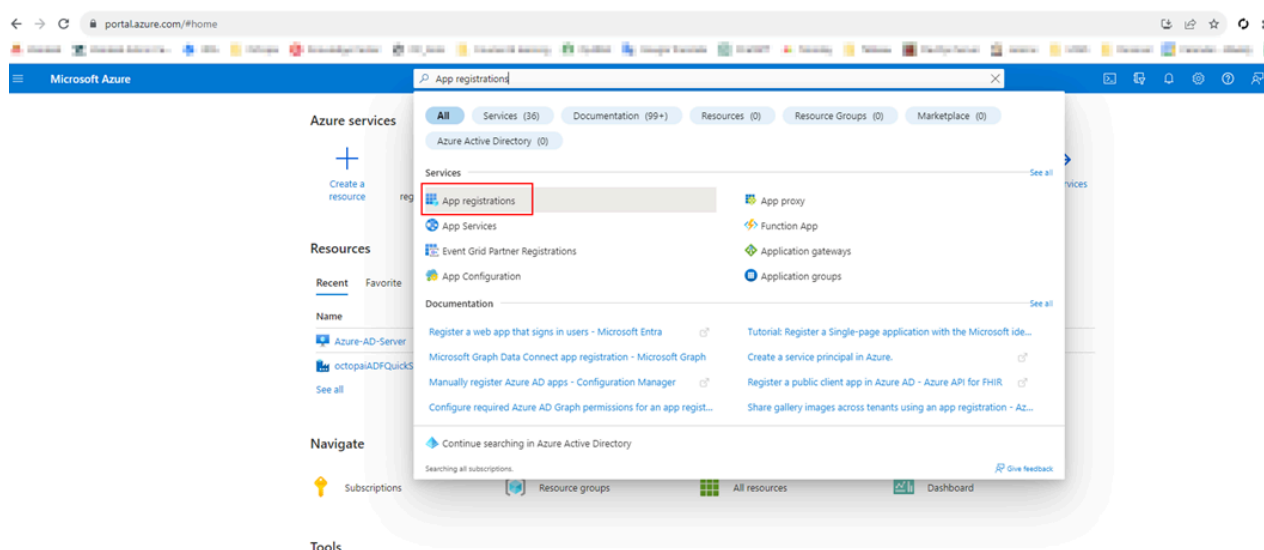 portal.azure.com/#home
Microsoft Azure
App registrations
Azure services
All Services (36) Documentation (99+) Resources (0) Resource Groups (0) Marketplace (0)
Azure Active Directory (0)
Create a
resource
reg
vices
Services See all
App registrations App proxy
App Services Function App
Event Grid Partner Registrations Application gateways
App Configuration Application groups
Resources
Recent Favorite
Name
Azure-AD-Server
octopaiADFQuickS
See all
Documentation See all
Register a web app that signs in users - Microsoft Entra Tutorial: Register a Single-page application with the Microsoft ide...
Microsoft Graph Data Connect app registration - Microsoft Graph Create a service principal in Azure.
Manually register Azure AD apps - Configuration Manager Register a public client app in Azure AD - Azure API for FHIR
Configure required Azure AD Graph permissions for an app regist... Share gallery images across tenants using an app registration - Az...
Continue searching in Azure Active Directory
Searching all subscriptions. Give feedback
Navigate
Subscriptions Resource groups All resources Dashboard
Tools